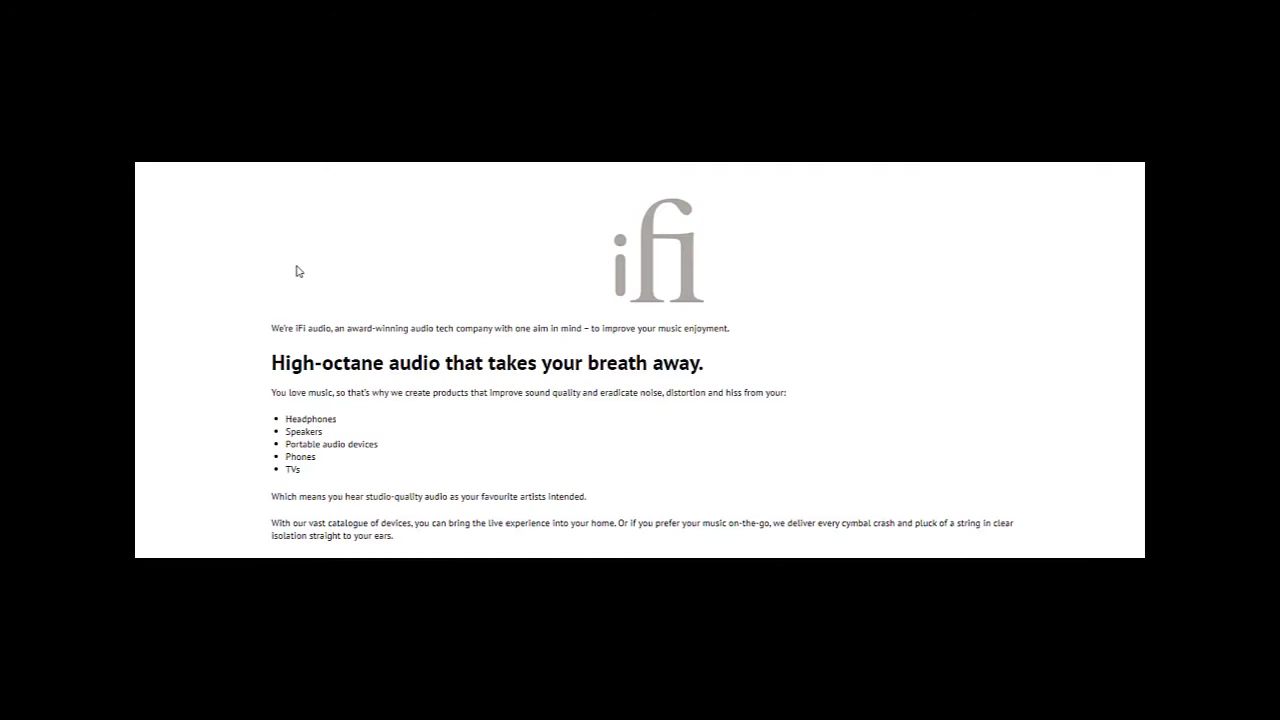 ifi
We're iFi audio, an award-winning audio tech company with one aim in mind – to improve your music enjoyment.
High-octane audio that takes your breath away.
You love music, so that's why we create products that improve sound quality and eradicate noise, distortion and hiss from your:
• Headphones
• Speakers
• Portable audio devices
• Phones
• TVs
Which means you hear studio-quality audio as your favourite artists intended.
With our vast catalogue of devices, you can bring the live experience into your home. Or if you prefer your music on-the-go, we deliver every cymbal crash and pluck of a string in clear
isolation straight to your ears.